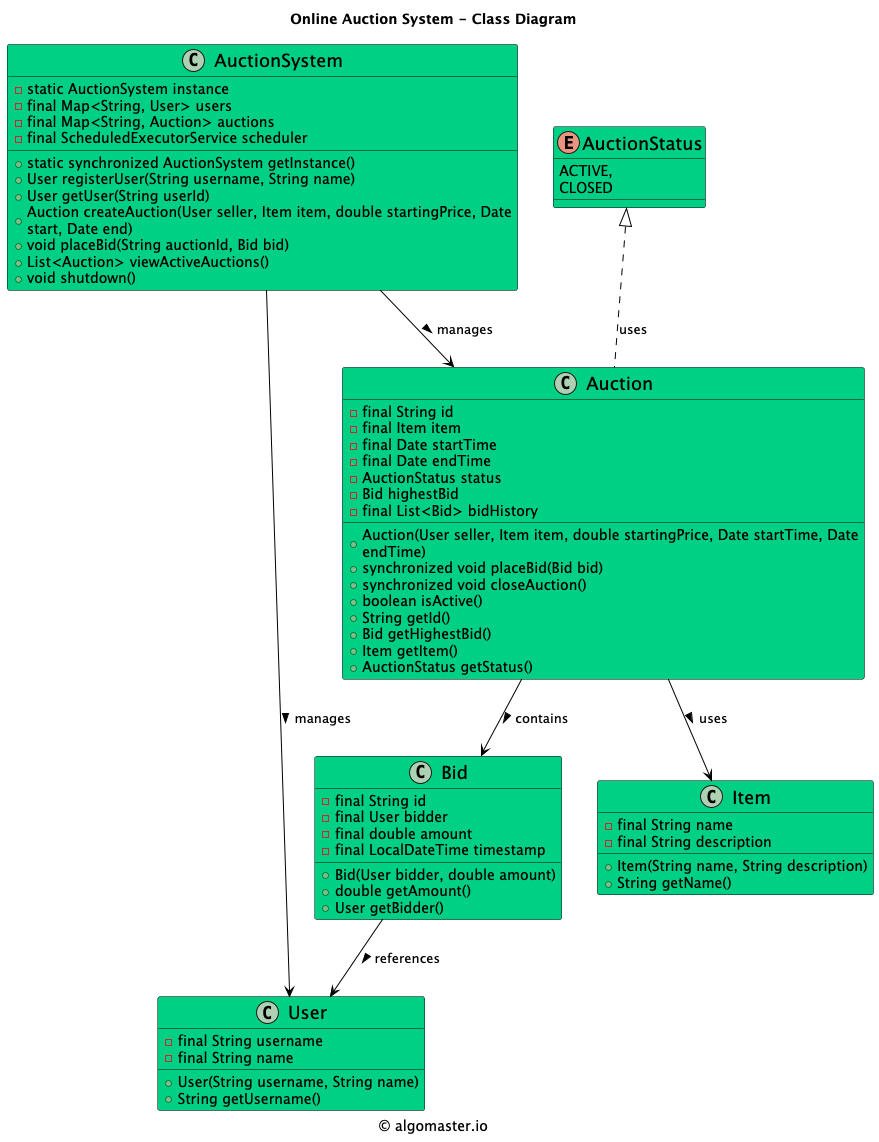 Online Auction System - Class Diagram
C AuctionSystem
static AuctionSystem instance
final Map<String, User> users
final Map<String, Auction> auctions
final ScheduledExecutorService scheduler
static synchronized AuctionSystem getInstance()
User registerUser(String username, String name)
User getUser(String userId)
Auction createAuction(User seller, Item item, double startingPrice, Date
start, Date end)
void placeBid(String auctionId, Bid bid)
List<Auction> viewActiveAuctions()
void shutdown()
E AuctionStatus
ACTIVE,
CLOSED
manages
uses
C Auction
final String id
final Item item
final Date startTime
final Date endTime
AuctionStatus status
Bid highestBid
final List<Bid> bidHistory
Auction(User seller, Item item, double startingPrice, Date startTime, Date
endTime)
synchronized void placeBid(Bid bid)
synchronized void closeAuction()
boolean isActive()
String getId()
Bid getHighestBid()
Item getItem()
AuctionStatus getStatus()
manages
contains
uses
C Bid
final String id
final User bidder
final double amount
final LocalDateTime timestamp
Bid(User bidder, double amount)
double getAmount()
User getBidder()
C Item
final String name
final String description
Item(String name, String description)
String getName()
references
C User
final String username
final String name
User(String username, String name)
String getUsername()
© algomaster.io